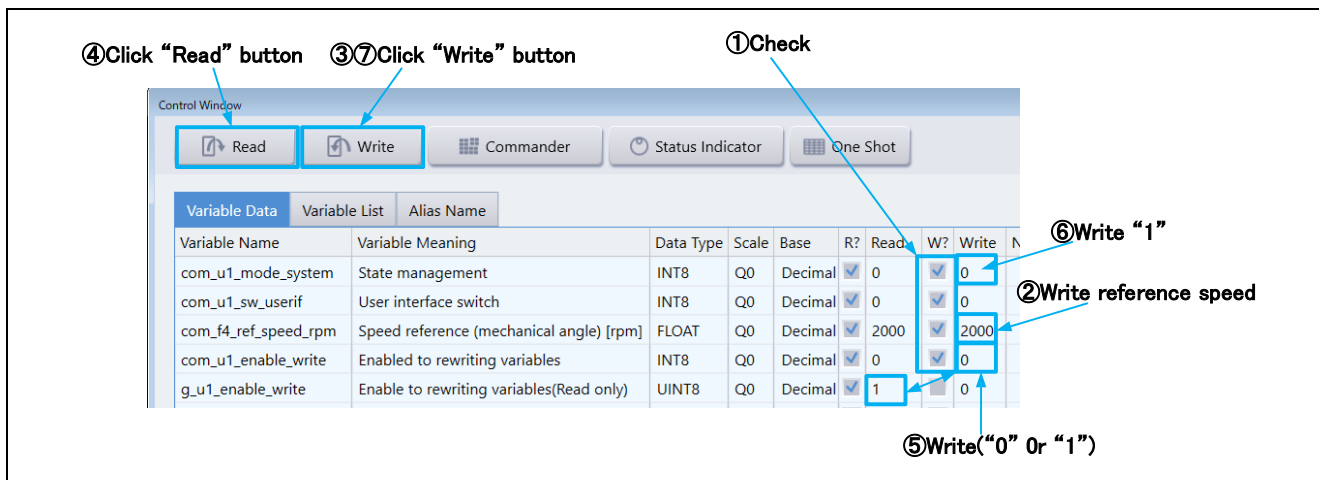 ①Check
④Click “Read” button ③⑦Click “Write” button
Control Window
Read Write Commander Status Indicator One Shot
Variable Data Variable List Alias Name
Variable Name Variable Meaning Data Type Scale Base R? Read W? Write N
⑥Write “1”
com_u1_mode_system State management INT8 Q0 Decimal 0 0
②Write reference speed
com_u1_sw_userif User interface switch INT8 Q0 Decimal 0 0
com_f4_ref_speed_rpm Speed reference (mechanical angle) [rpm] FLOAT Q0 Decimal 2000 2000
com_u1_enable_write Enabled to rewriting variables INT8 Q0 Decimal 0 0
g_u1_enable_write Enable to rewriting variables(Read only) UINT8 Q0 Decimal 1 0
⑤Write(“0” 0r “1”)